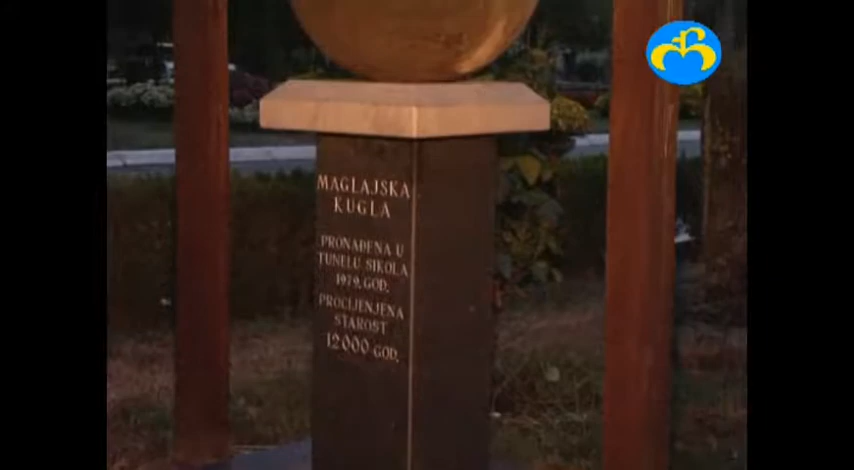 MAGLAJSKA
KUGLA
PRONAĐENA U
TUNELU SIKOLA
1979.GOD.
PROCIJENJENA
STAROST
12000 GOD.